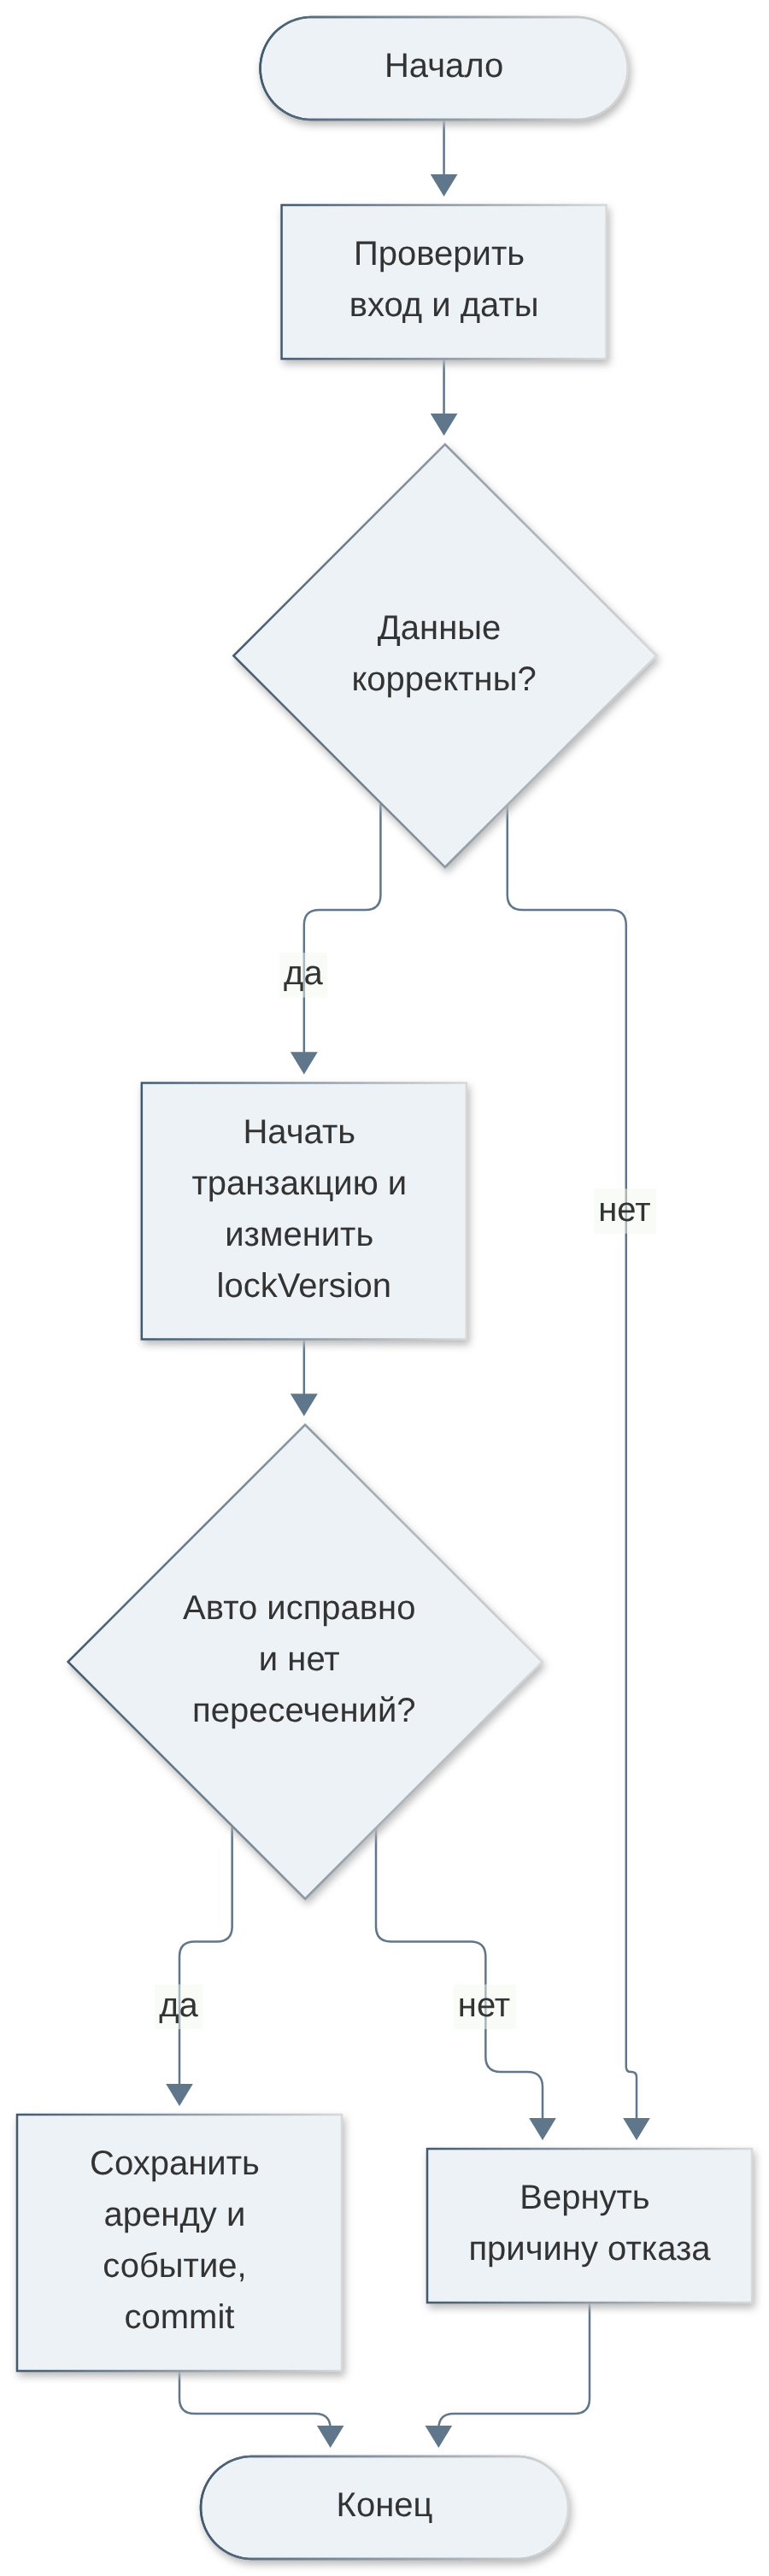 Начало
Проверить
вход и даты
Данные
корректны?
да
Начать
транзакцию и
изменить
lockVersion
нет
Авто исправно
и нет
пересечений?
да
нет
Сохранить
аренду и
событие,
commit
Вернуть
причину отказа
Конец